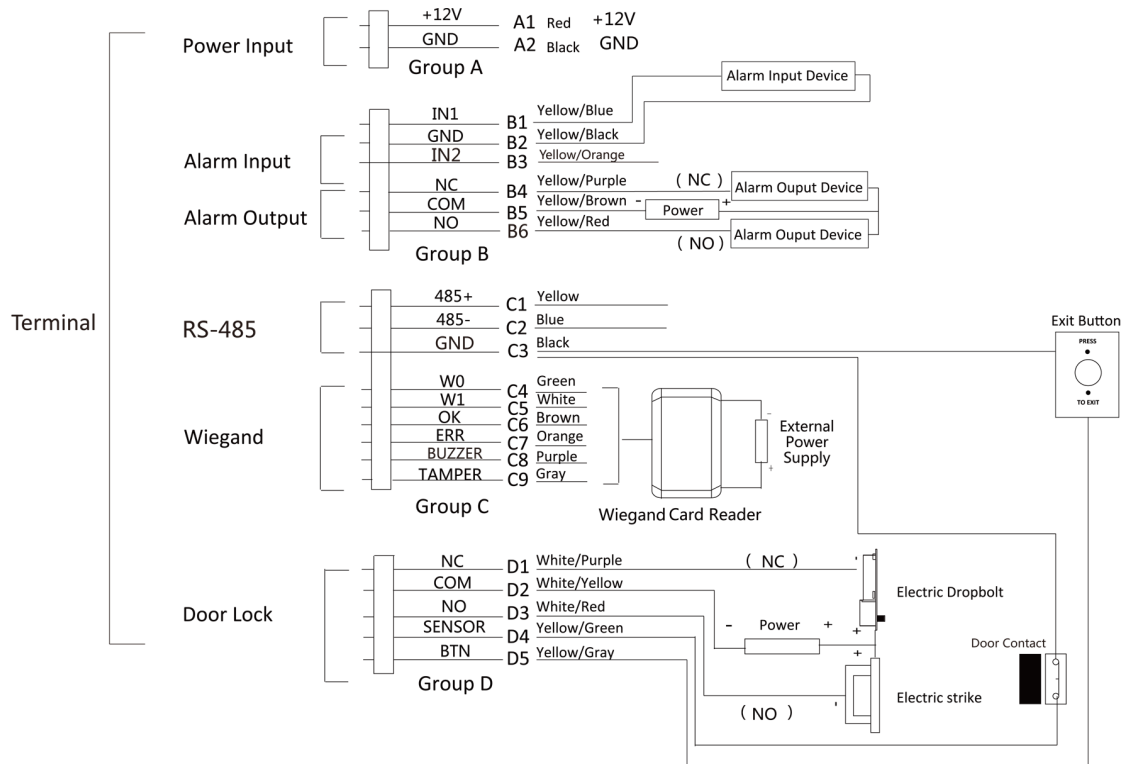 Terminal
Power Input
+12V
A1 Red +12V
GND
A2 Black GND
Group A
Alarm Input
Alarm Output
IN1
B1 Yellow/Blue
GND
B2 Yellow/Black
IN2
B3 Yellow/Orange
NC
B4 Yellow/Purple
COM
B5 Yellow/Brown
NO
B6 Yellow/Red
Group B
Alarm Input Device
( NC )
Alarm Ouput Device
- Power +
Alarm Ouput Device
( NO )
RS-485
485+
C1 Yellow
485-
C2 Blue
GND
C3 Black
Wiegand
W0
C4 Green
W1
C5 White
OK
C6 Brown
ERR
C7 Orange
BUZZER
C8 Purple
TAMPER
C9 Gray
Group C
Wiegand Card Reader
-
External
Power
Supply
+
Exit Button
PRESS
TO EXIT
Door Lock
NC
D1 White/Purple
COM
D2 White/Yellow
NO
D3 White/Red
SENSOR
D4 Yellow/Green
BTN
D5 Yellow/Gray
Group D
( NC )
-
Electric Dropbolt
- Power +
+
+
Electric strike
-
( NO )
Door Contact